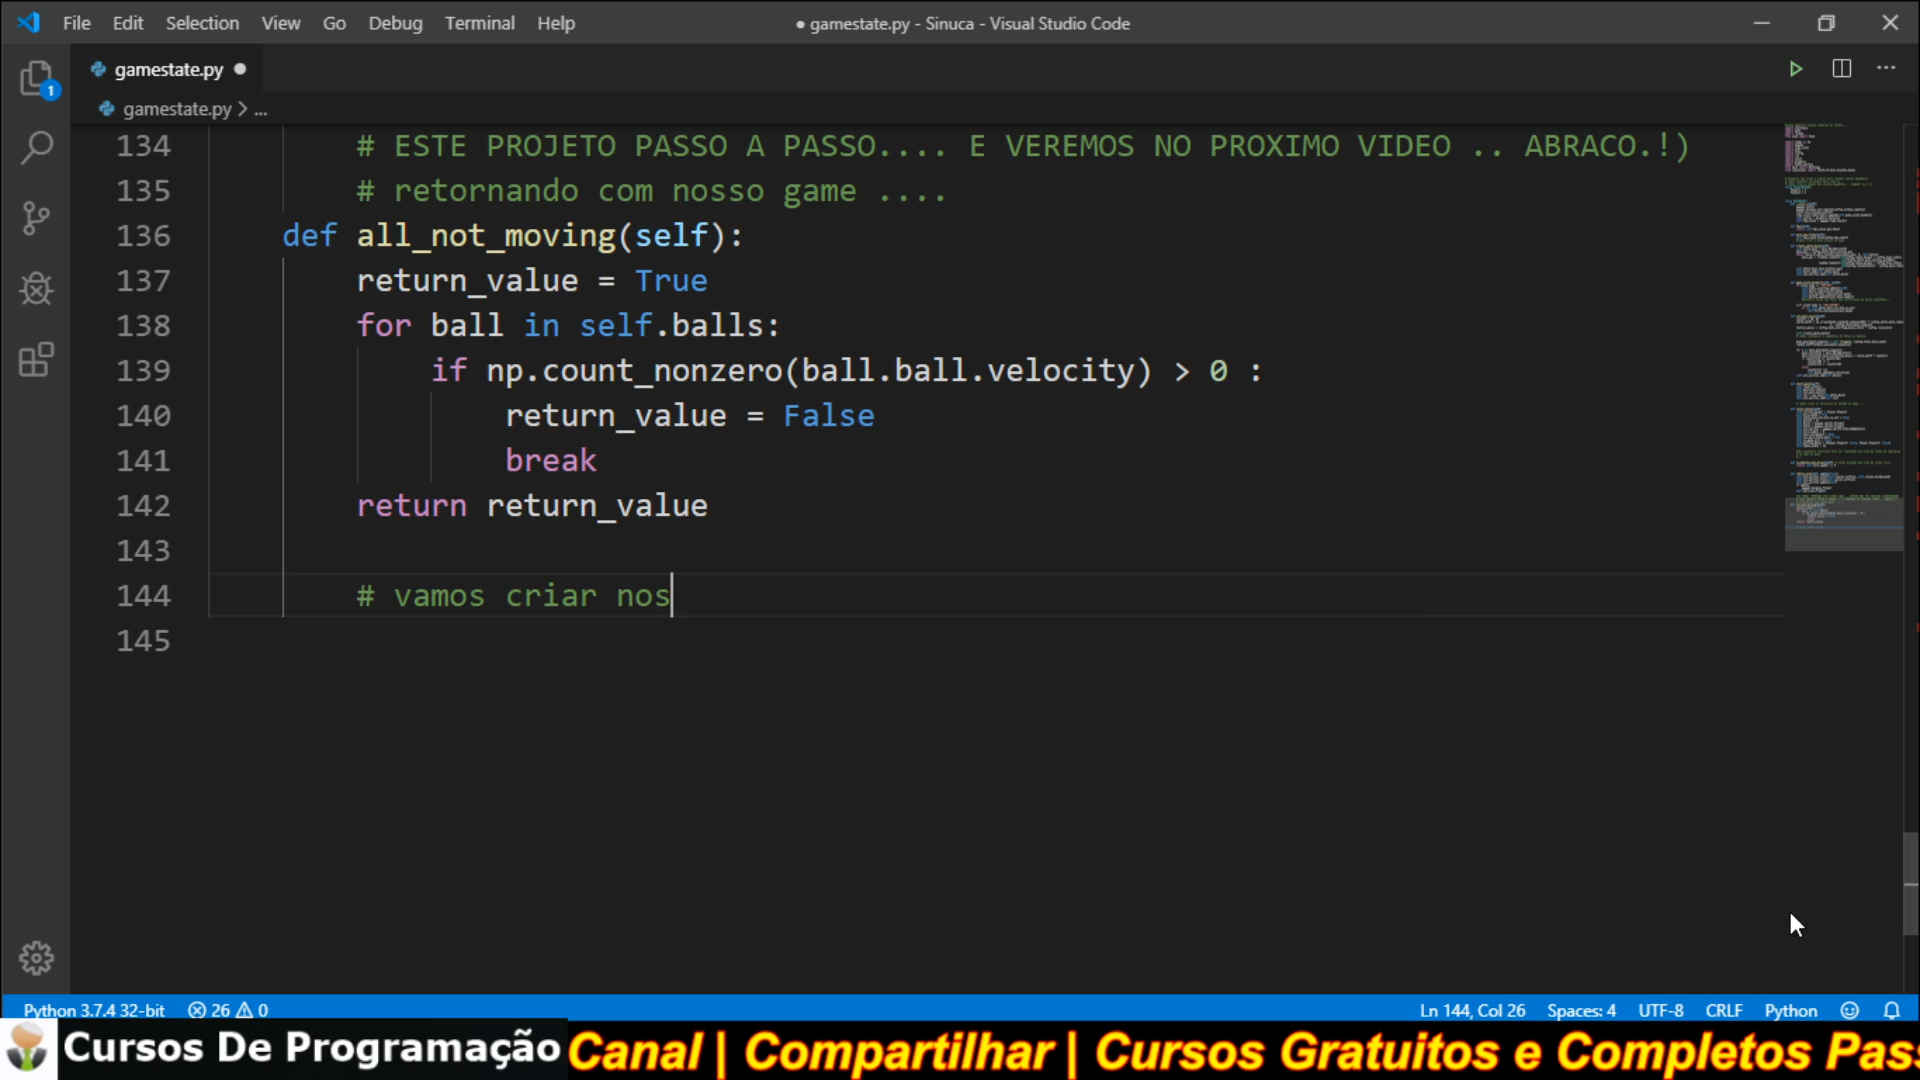 File Edit Selection View Go Debug Terminal Help
● gamestate.py - Sinuca - Visual Studio Code
gamestate.py ●
1
gamestate.py > ...
134 # ESTE PROJETO PASSO A PASSO.... E VEREMOS NO PROXIMO VIDEO .. ABRACO.!)
135 # retornando com nosso game ....
136 def all_not_moving(self):
137 return_value = True
138 for ball in self.balls:
139 if np.count_nonzero(ball.ball.velocity) > 0 :
140 return_value = False
141 break
142 return return_value
143
144 # vamos criar nos
145
Python 3.7.4 32-bit 26 0
Ln 144, Col 26 Spaces: 4 UTF-8 CRLF Python
Cursos De Programação
Canal | Compartilhar | Cursos Gratuitos e Completos Pass